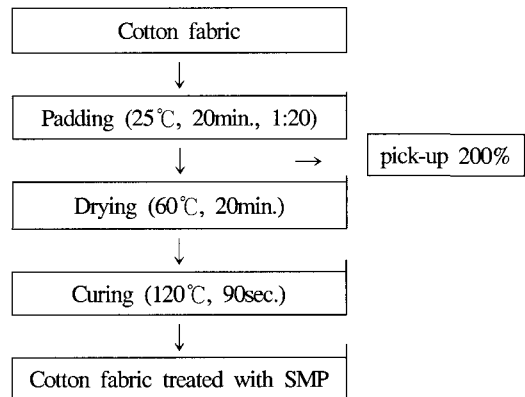 Cotton fabric
Padding (25℃, 20min., 1:20)
pick-up 200%
Drying (60℃, 20min.)
Curing (120℃, 90sec.)
Cotton fabric treated with SMP